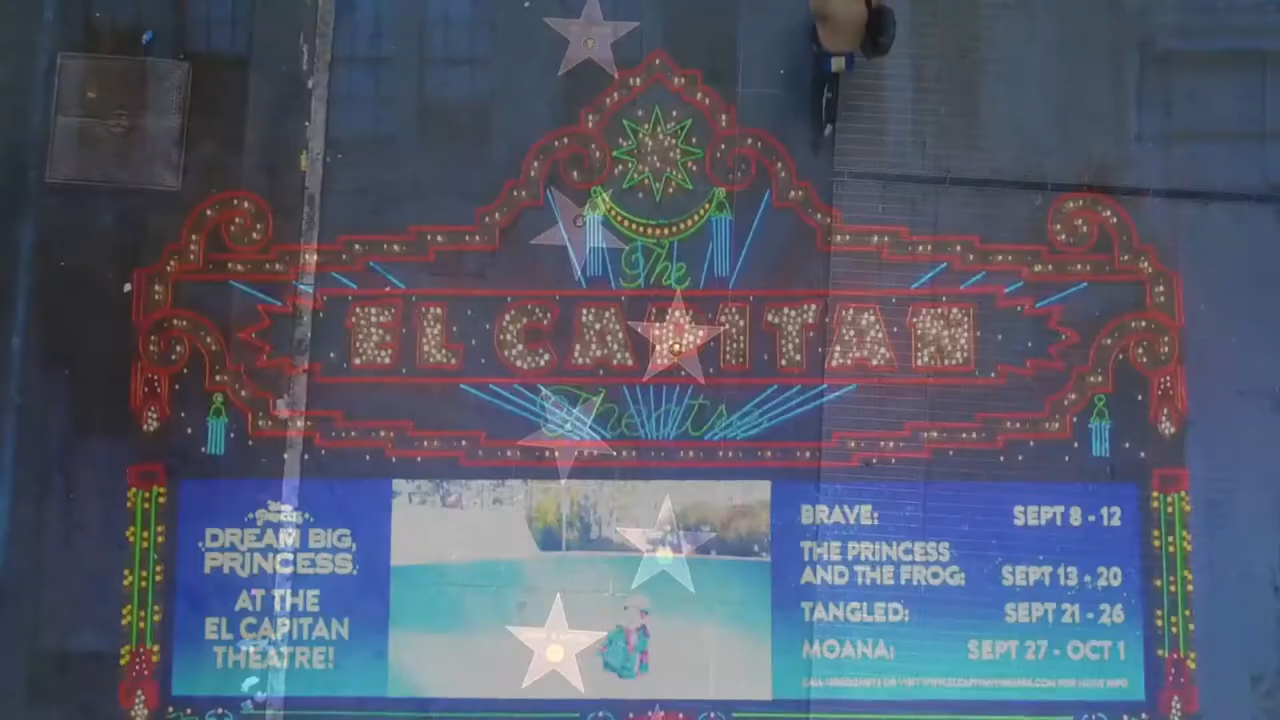 The
EL CAPITAN
Theatre
DREAM BIG,
PRINCESS
AT THE
EL CAPITAN
THEATRE!
BRAVE: SEPT 8 - 12
THE PRINCESS
AND THE FROG: SEPT 13 - 20
TANGLED: SEPT 21 - 26
MOANA: SEPT 27 - OCT 1